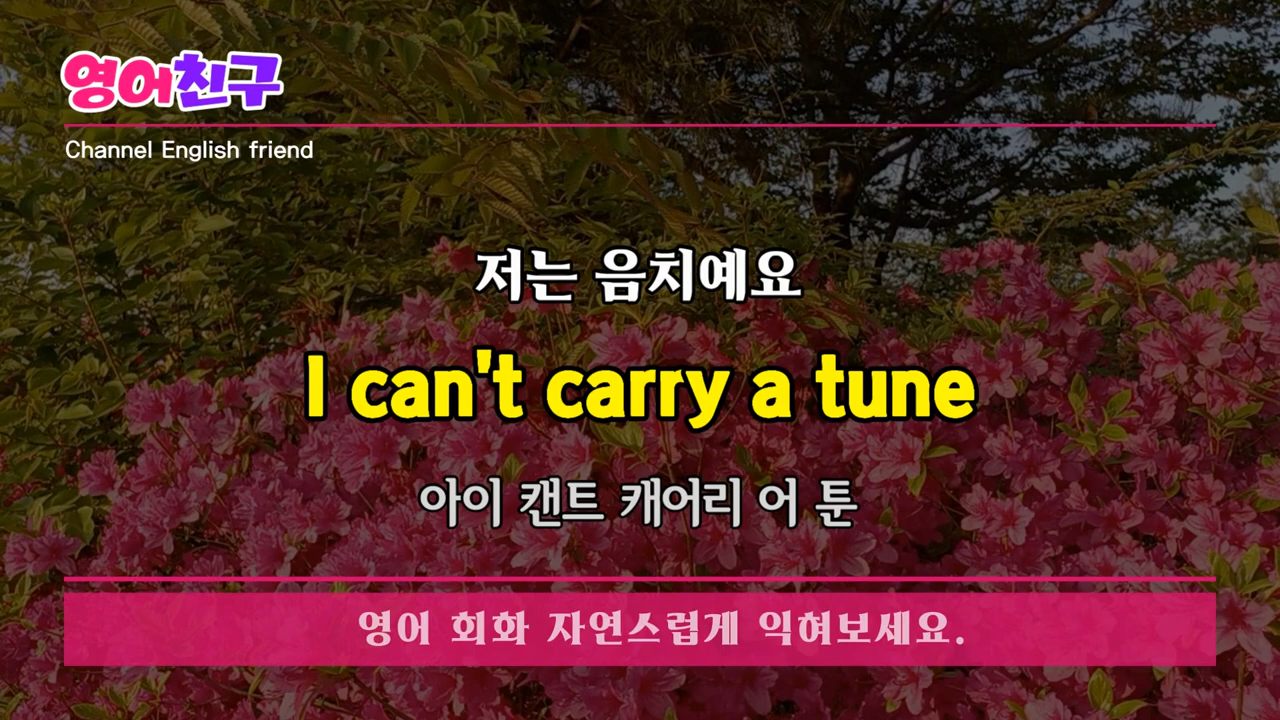 영어친구
Channel English friend
저는 음치예요
I can't carry a tune
아이 캔트 캐어리 어 툰
영어 회화 자연스럽게 익혀보세요.